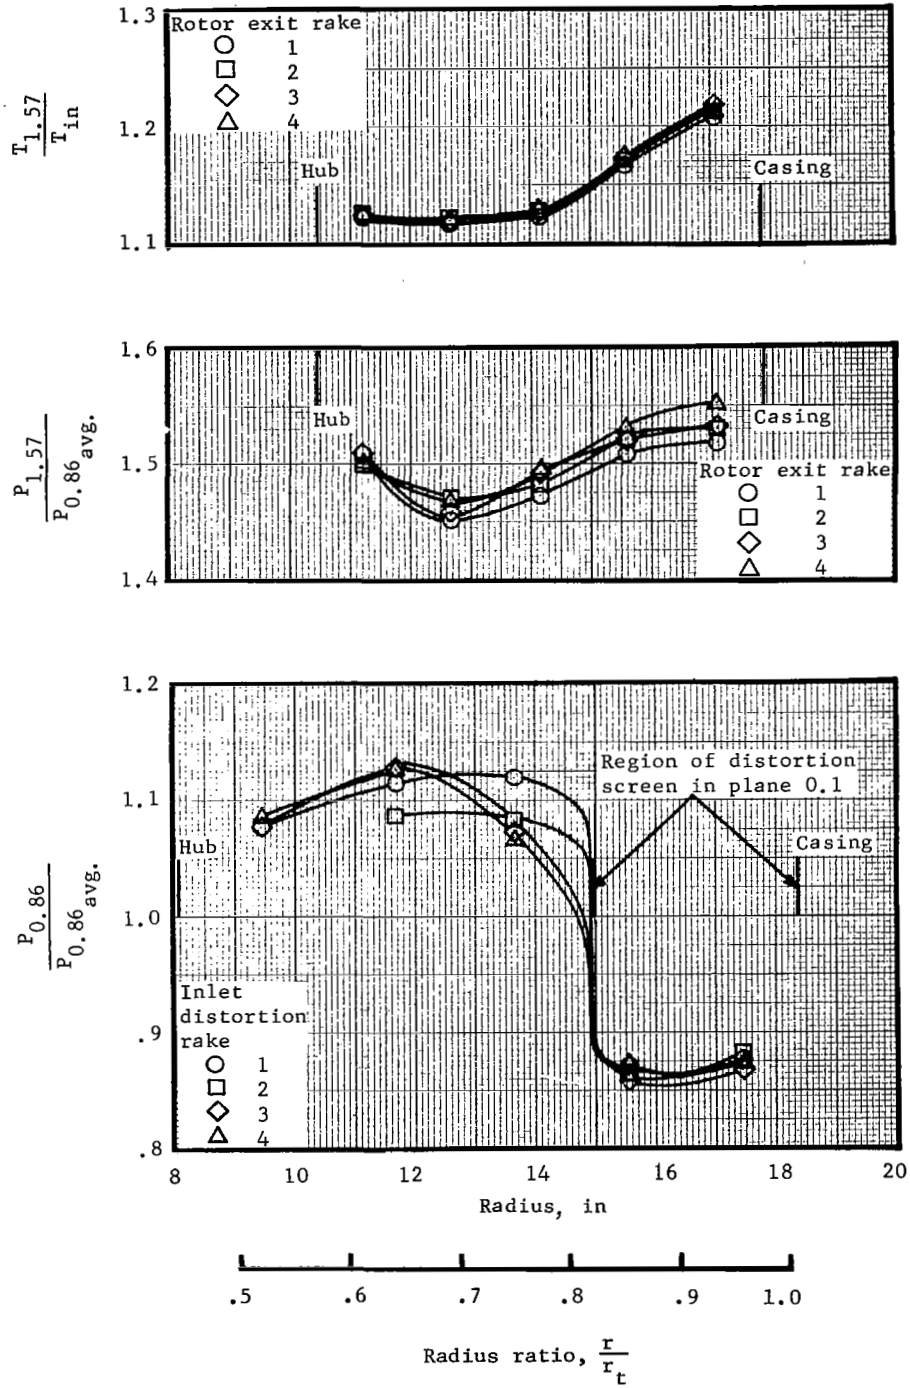 1.3
Rotor exit rake
1
2
3
4
T1.57
Tin
1.2
Hub
Casing
1.1
1.6
P1.57
P0.86avg.
Hub
Casing
1.5
Rotor exit rake
1
2
3
4
1.4
1.2
Region of distortion
screen in plane 0.1
1.1
Hub
Casing
P0.86
P0.86avg.
1.0
Inlet
distortion
rake
1
2
3
4
.9
.8
8 10 12 14 16 18 20
Radius, in
.5 .6 .7 .8 .9 1.0
Radius ratio, r
rt